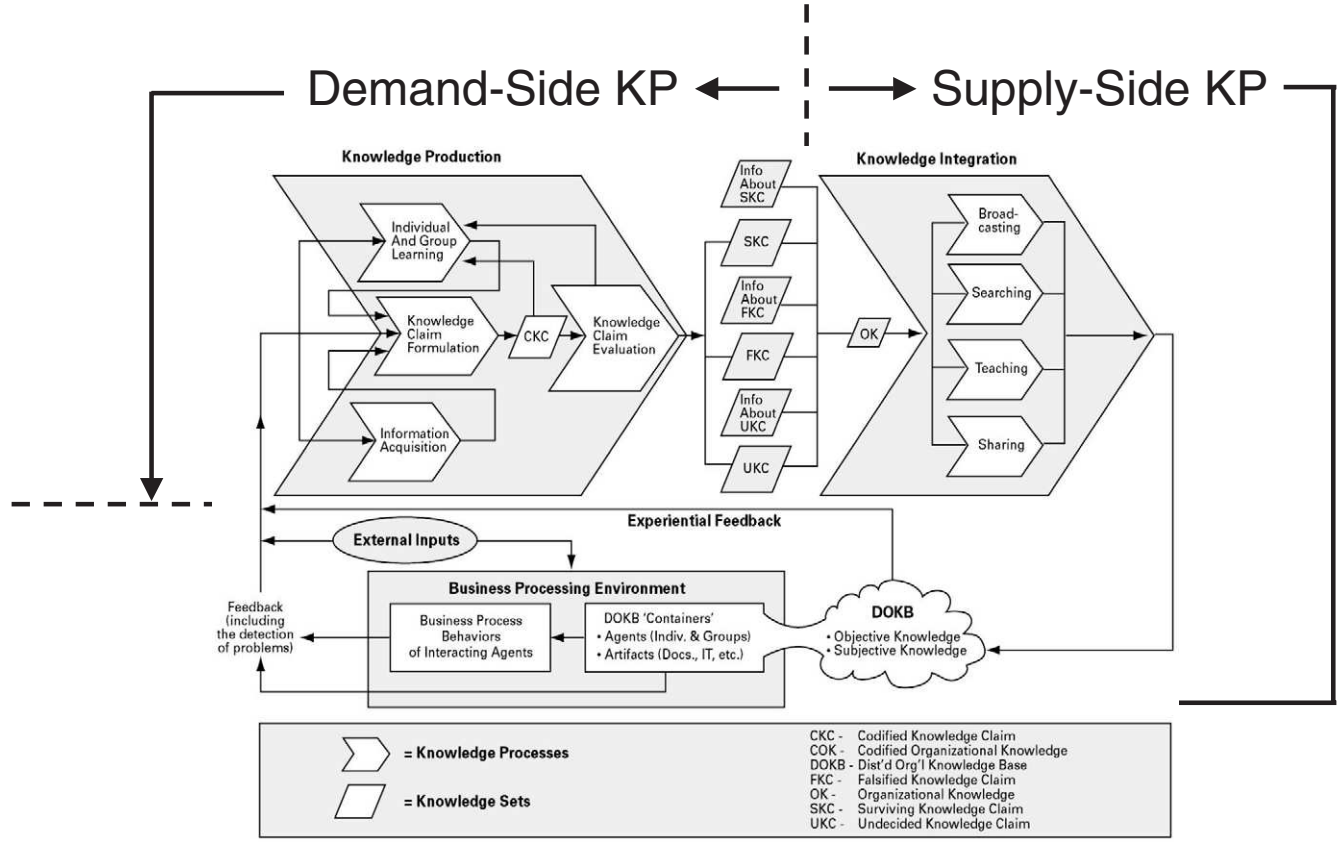 Demand-Side KP
Supply-Side KP
Knowledge Production
Knowledge Integration
Individual
And Group
Learning
Knowledge
Claim
Formulation
CKC
Knowledge
Claim
Evaluation
Information
Acquisition
Info
About
SKC
SKC
Info
About
FKC
FKC
Info
About
UKC
UKC
OK
Broad-
casting
Searching
Teaching
Sharing
Experiential Feedback
External Inputs
Business Processing Environment
Feedback
(including
the detection
of problems)
Business Process
Behaviors
of Interacting Agents
DOKB 'Containers'
• Agents (Indiv. & Groups)
• Artifacts (Docs., IT, etc.)
DOKB
• Objective Knowledge
• Subjective Knowledge
= Knowledge Processes
= Knowledge Sets
CKC - Codified Knowledge Claim
COK - Codified Organizational Knowledge
DOKB - Dist'd Org'l Knowledge Base
FKC - Falsified Knowledge Claim
OK - Organizational Knowledge
SKC - Surviving Knowledge Claim
UKC - Undecided Knowledge Claim